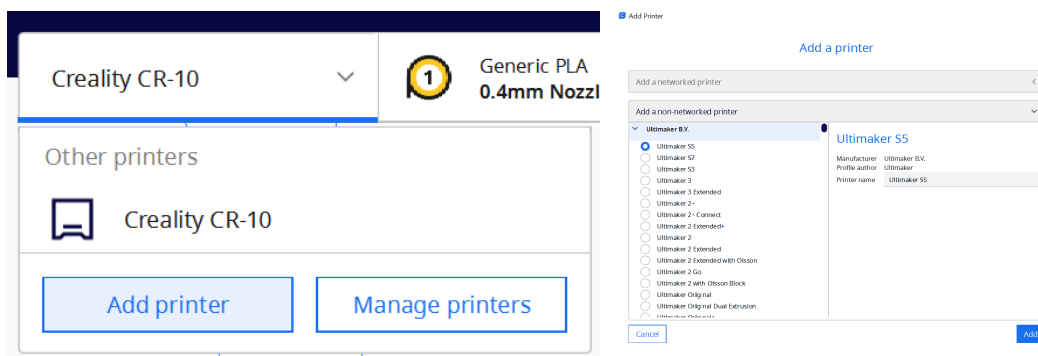 Creality CR-10
1
Generic PLA
0.4mm Nozzl
Other printers
Creality CR-10
Add printer
Manage printers
Add Printer
Add a printer
Add a networked printer
Add a non-networked printer
Ultimaker B.V.
Ultimaker S5
Ultimaker S7
Ultimaker S3
Ultimaker 3
Ultimaker 3 Extended
Ultimaker 2+
Ultimaker 2+ Connect
Ultimaker 2 Extended+
Ultimaker 2
Ultimaker 2 Extended
Ultimaker 2 Extended with Olsson
Ultimaker 2 Go
Ultimaker 2 with Olsson Block
Ultimaker Original
Ultimaker Original Dual Extrusion
Ultimaker Original+
Ultimaker S5
Manufacturer Ultimaker B.V.
Profile author Ultimaker
Printer name Ultimaker S5
Cancel
Add